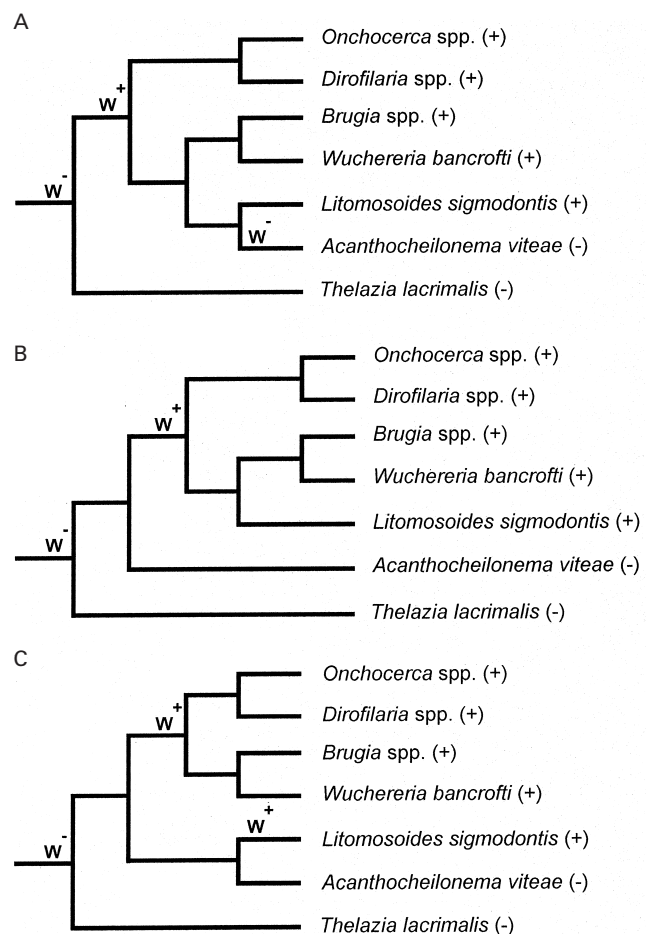 A
Onchocerca spp. (+)
Dirofilaria spp. (+)
W+
Brugia spp. (+)
Wuchereria bancrofti (+)
W-
Litomosoides sigmodontis (+)
W-
Acanthocheilonema viteae (-)
Thelazia lacrimalis (-)
B
Onchocerca spp. (+)
Dirofilaria spp. (+)
W+
Brugia spp. (+)
Wuchereria bancrofti (+)
Litomosoides sigmodontis (+)
W-
Acanthocheilonema viteae (-)
Thelazia lacrimalis (-)
C
Onchocerca spp. (+)
Dirofilaria spp. (+)
W+
Brugia spp. (+)
Wuchereria bancrofti (+)
W+
Litomosoides sigmodontis (+)
W-
Acanthocheilonema viteae (-)
Thelazia lacrimalis (-)